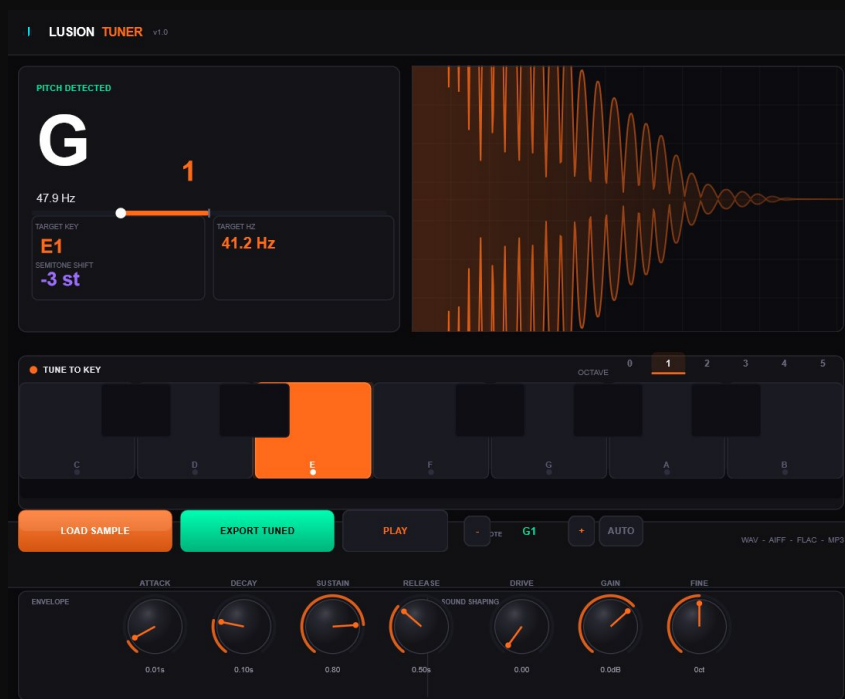 LUSION TUNER v1.0
PITCH DETECTED
G
1
47.9 Hz
TARGET KEY
E1
SEMITONE SHIFT
-3 st
TARGET HZ
41.2 Hz
TUNE TO KEY
OCTAVE 0 1 2 3 4 5
C D E F G A B
LOAD SAMPLE
EXPORT TUNED
PLAY
-
G1
+
AUTO
WAV - AIFF - FLAC - MP3
ENVELOPE
ATTACK DECAY SUSTAIN RELEASE
0.01s 0.10s 0.80 0.50s
SOUND SHAPING
DRIVE GAIN FINE
0.00 0.0dB 0ct